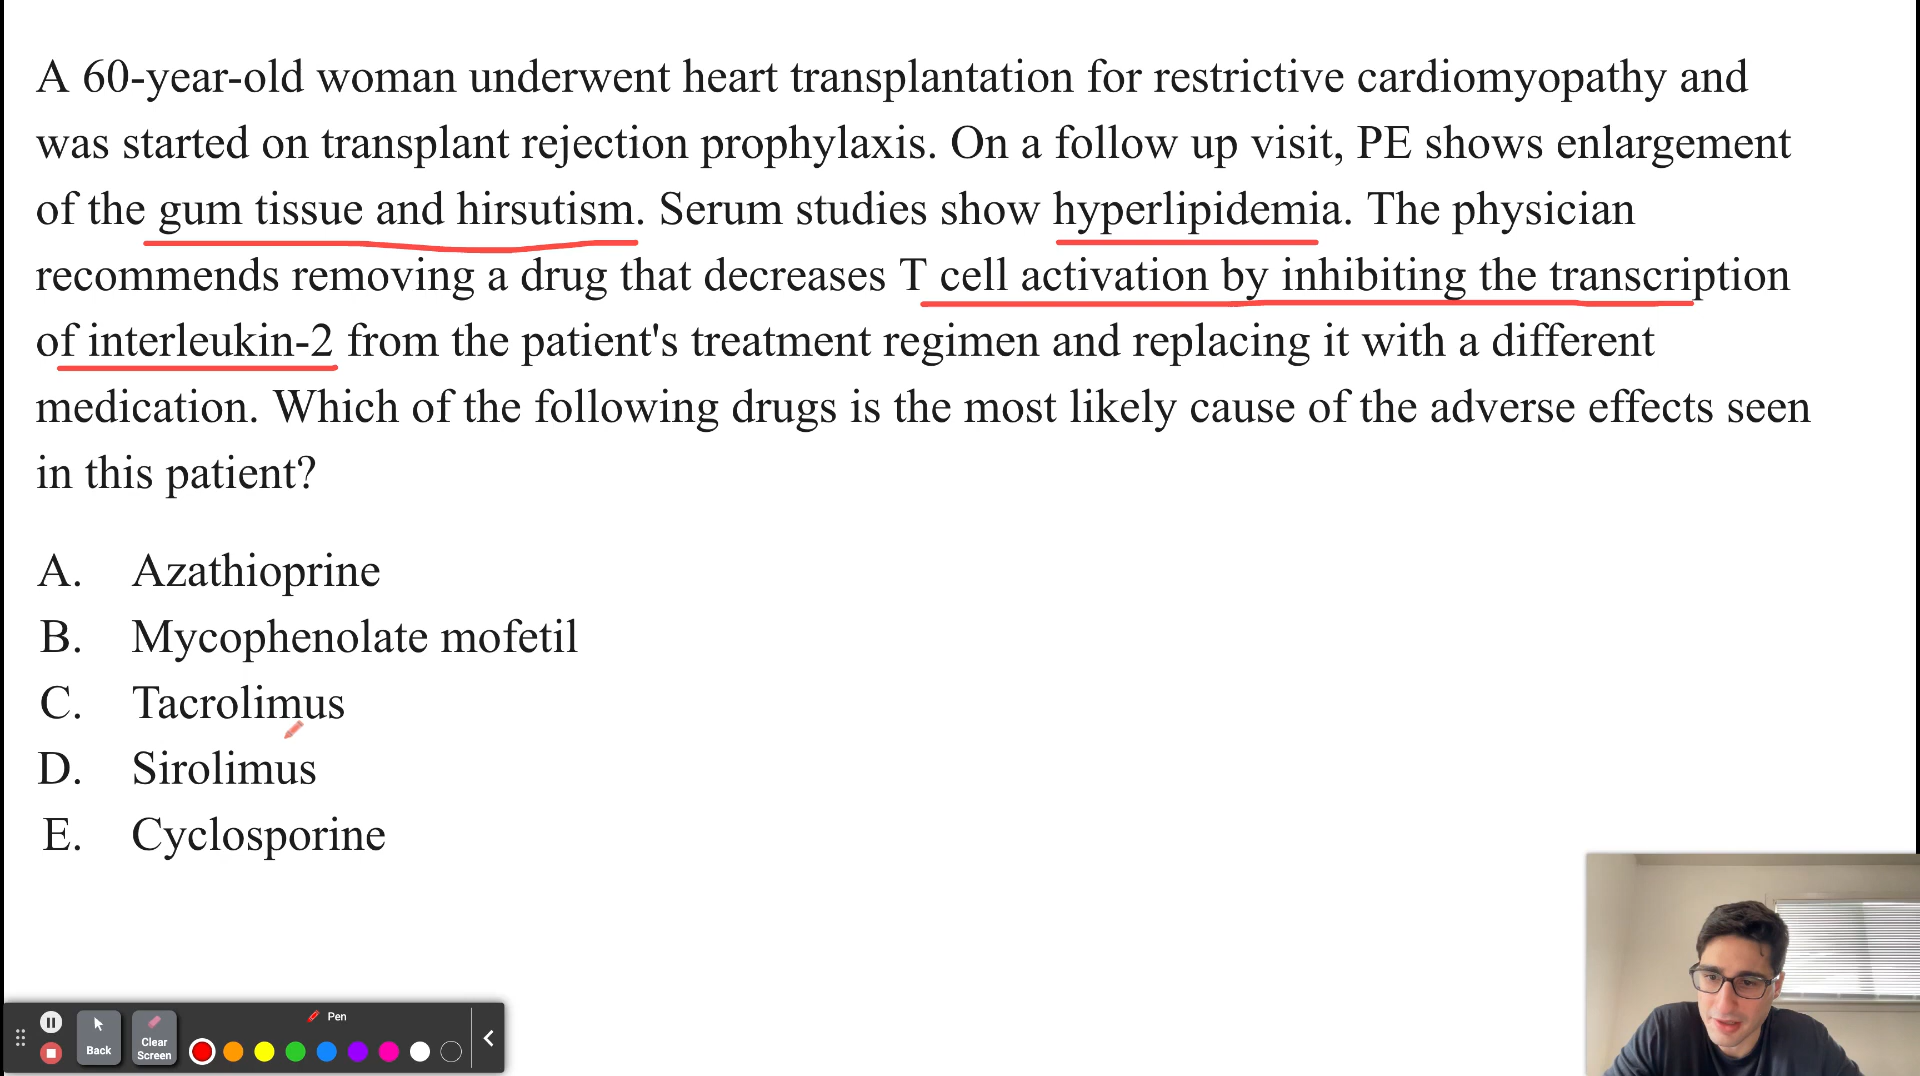 A 60-year-old woman underwent heart transplantation for restrictive cardiomyopathy and
was started on transplant rejection prophylaxis. On a follow up visit, PE shows enlargement
of the gum tissue and hirsutism. Serum studies show hyperlipidemia. The physician
recommends removing a drug that decreases T cell activation by inhibiting the transcription
of interleukin-2 from the patient's treatment regimen and replacing it with a different
medication. Which of the following drugs is the most likely cause of the adverse effects seen
in this patient?
A. Azathioprine
B. Mycophenolate mofetil
C. Tacrolimus
D. Sirolimus
E. Cyclosporine
Pen
Back
Clear
Screen